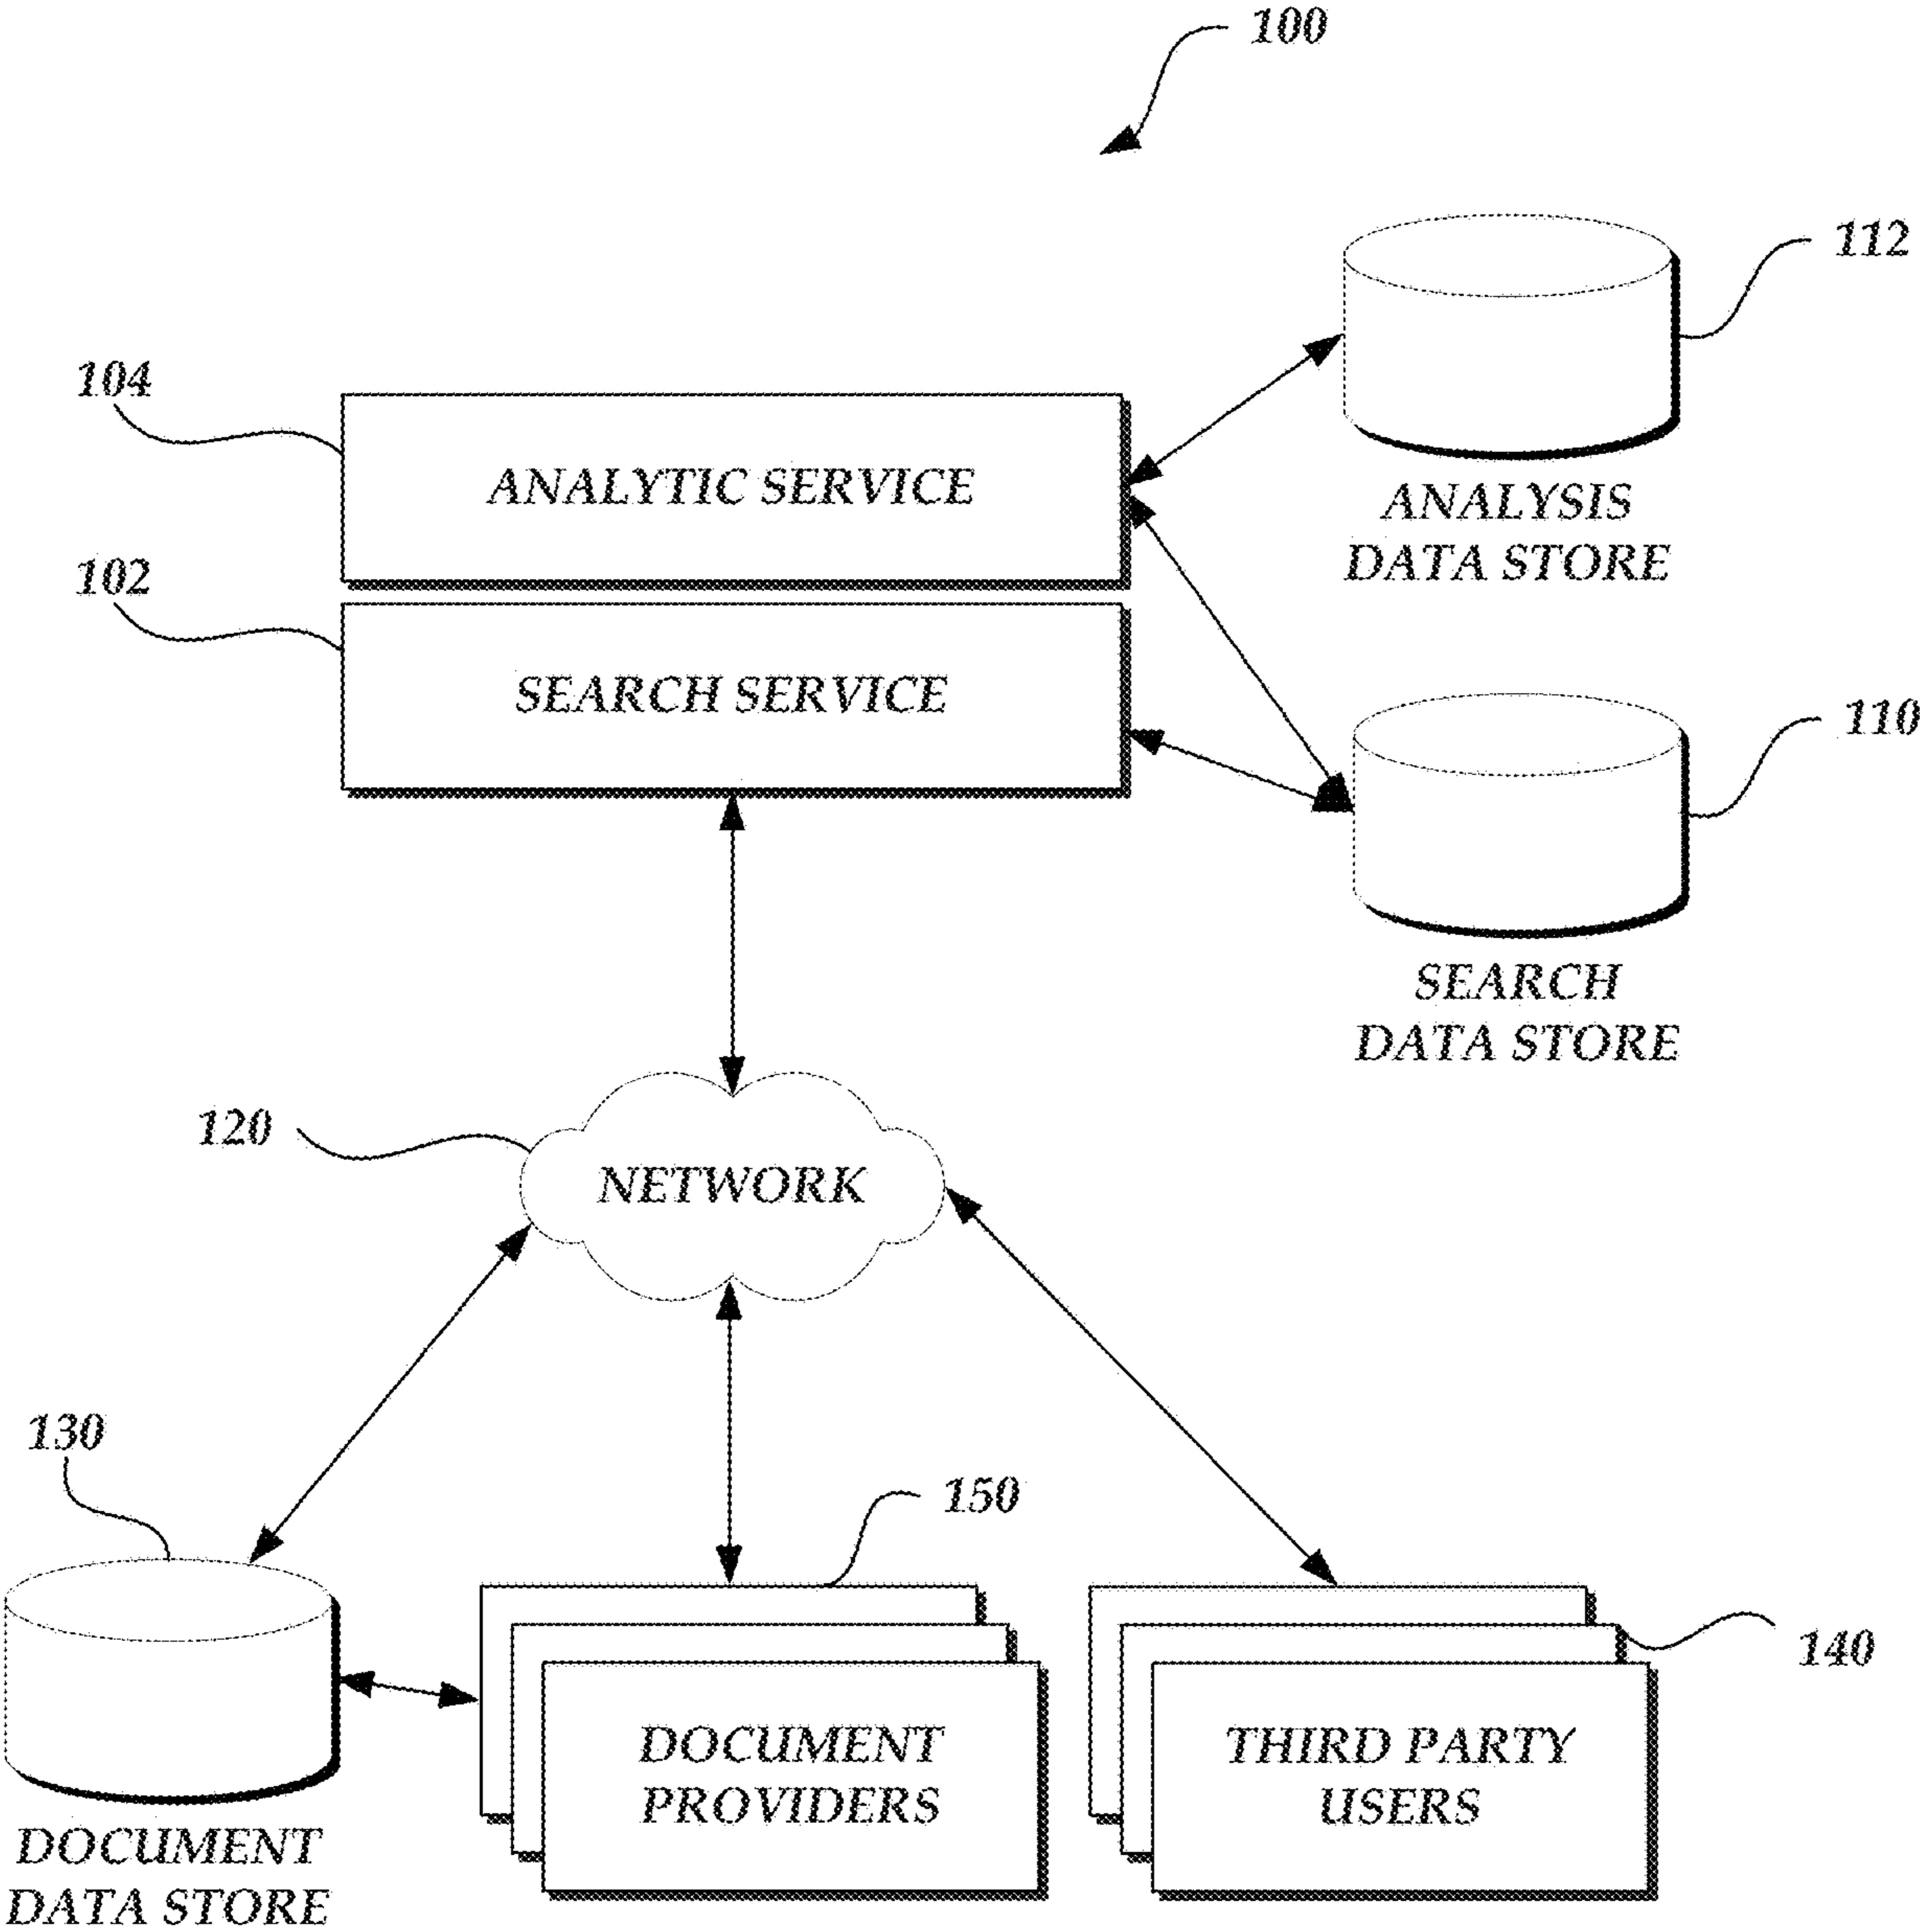 100
112
104
ANALYTIC SERVICE
ANALYSIS
DATA STORE
102
SEARCH SERVICE
110
SEARCH
DATA STORE
120
NETWORK
130
150
140
DOCUMENT
PROVIDERS
THIRD PARTY
USERS
DOCUMENT
DATA STORE